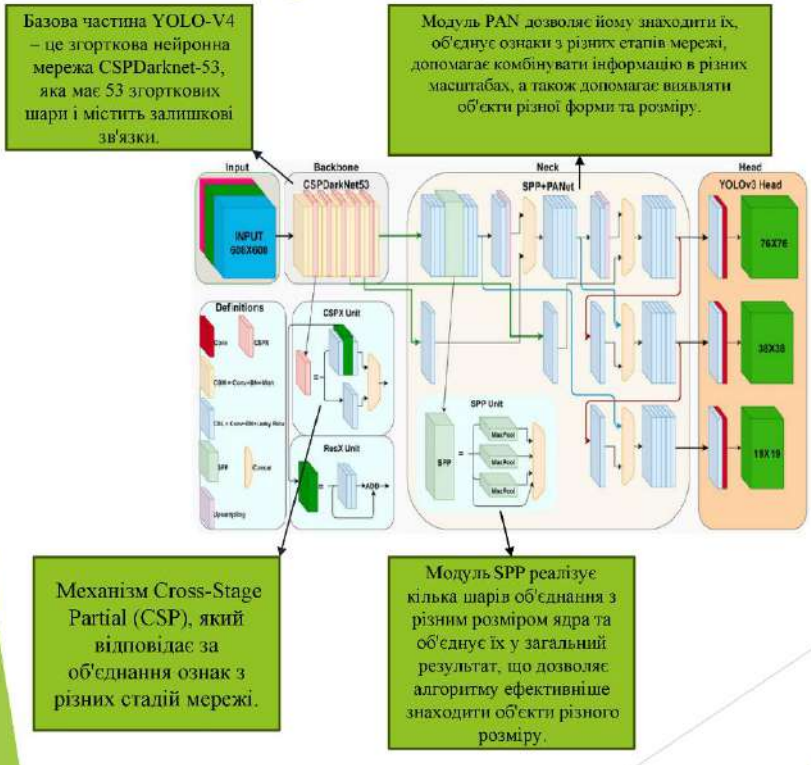 Базова частина YOLO-V4
– це згорткова нейронна
мережа CSPDarknet-53,
яка має 53 згорткових
шари і містить залишкові
зв'язки.
Модуль PAN дозволяє йому знаходити їх,
об'єднує ознаки з різних етапів мережі,
допомагає комбінувати інформацію в різних
масштабах, а також допомагає виявляти
об'єкти різної форми та розміру.
Input
Backbone
Neck
Head
CSPDarkNet53
SPP+PANet
YOLOv3 Head
INPUT
608X608
76X76
38X38
19X19
Definitions
Conv
CSPX
SPP
Concat
Upsampling
CSPX Unit
=
ResX Unit
=
ADD
SPP Unit
SPP
=
MaxPool
MaxPool
MaxPool
Механізм Cross-Stage
Partial (CSP), який
відповідає за
об'єднання ознак з
різних стадій мережі.
Модуль SPP реалізує
кілька шарів об'єднання з
різним розміром ядра та
об'єднує їх у загальний
результат, що дозволяє
алгоритму ефективніше
знаходити об'єкти різного
розміру.